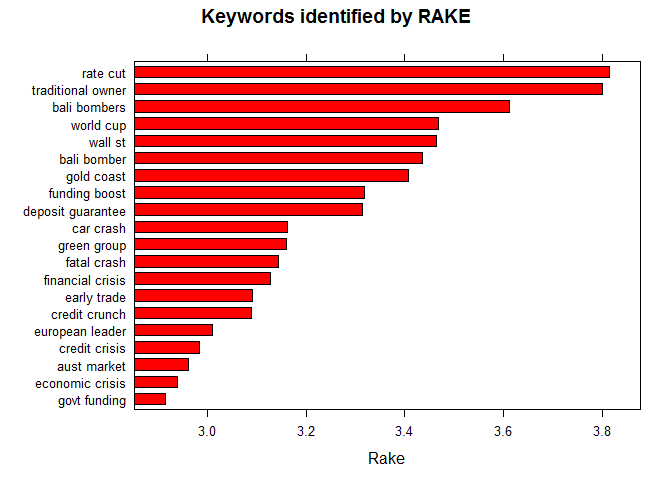 Keywords identified by RAKE
rate cut
traditional owner
bali bombers
world cup
wall st
bali bomber
gold coast
funding boost
deposit guarantee
car crash
green group
fatal crash
financial crisis
early trade
credit crunch
european leader
credit crisis
aust market
economic crisis
govt funding
3.0 3.2 3.4 3.6 3.8
Rake